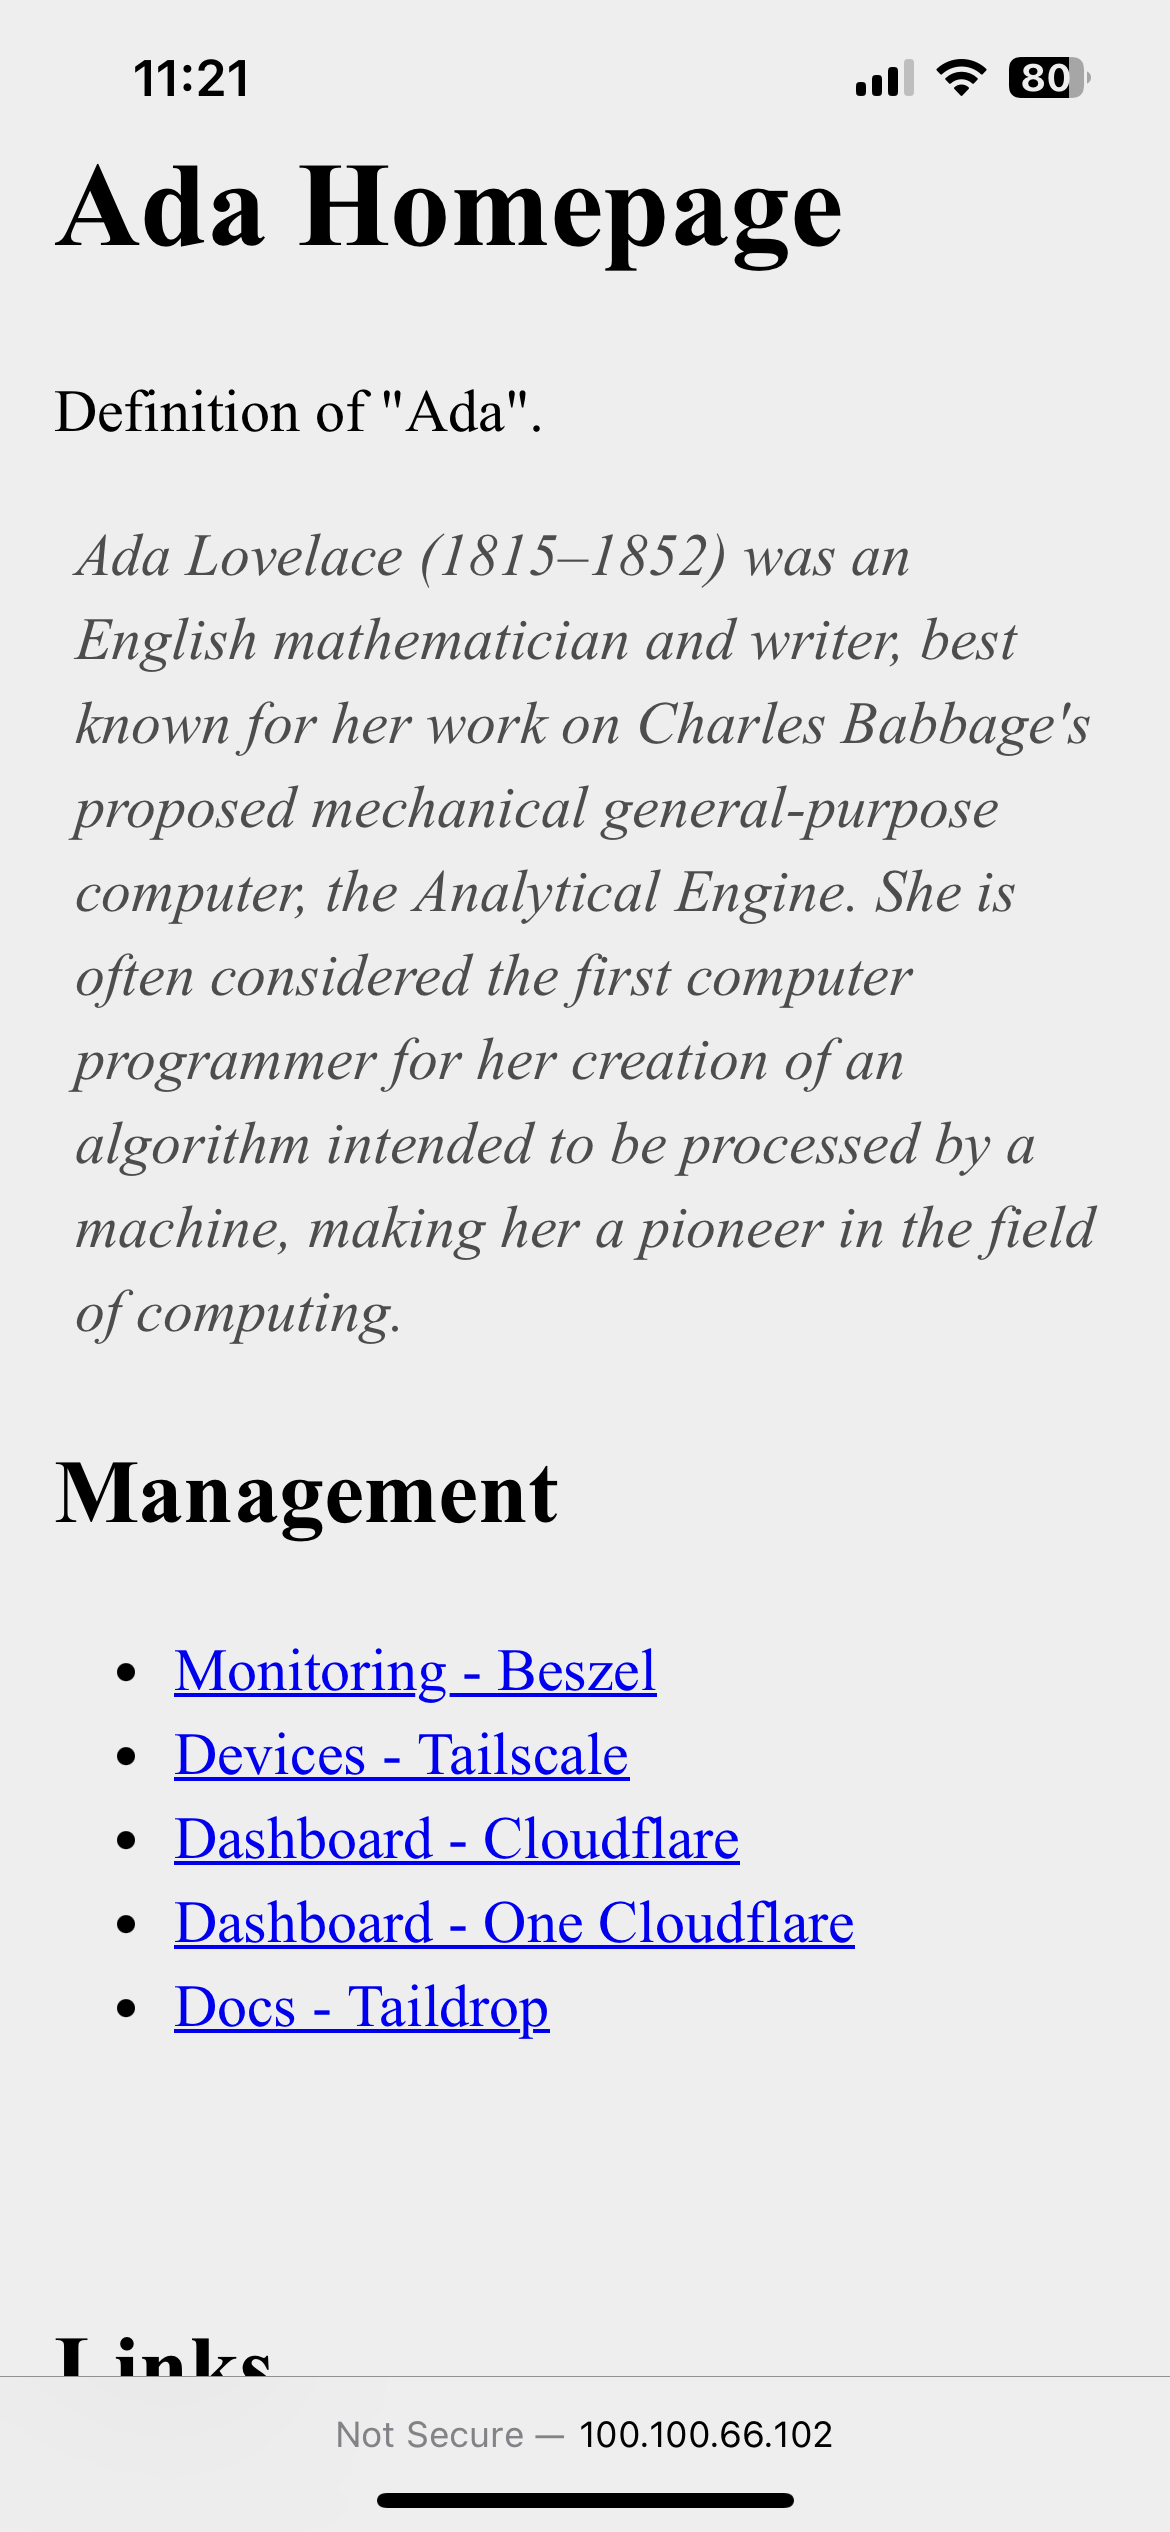 11:21
80
Ada Homepage
Definition of "Ada".
Ada Lovelace (1815–1852) was an
English mathematician and writer, best
known for her work on Charles Babbage's
proposed mechanical general-purpose
computer, the Analytical Engine. She is
often considered the first computer
programmer for her creation of an
algorithm intended to be processed by a
machine, making her a pioneer in the field
of computing.
Management
Monitoring - Beszel
Devices - Tailscale
Dashboard - Cloudflare
Dashboard - One Cloudflare
Docs - Taildrop
Links
Not Secure — 100.100.66.102